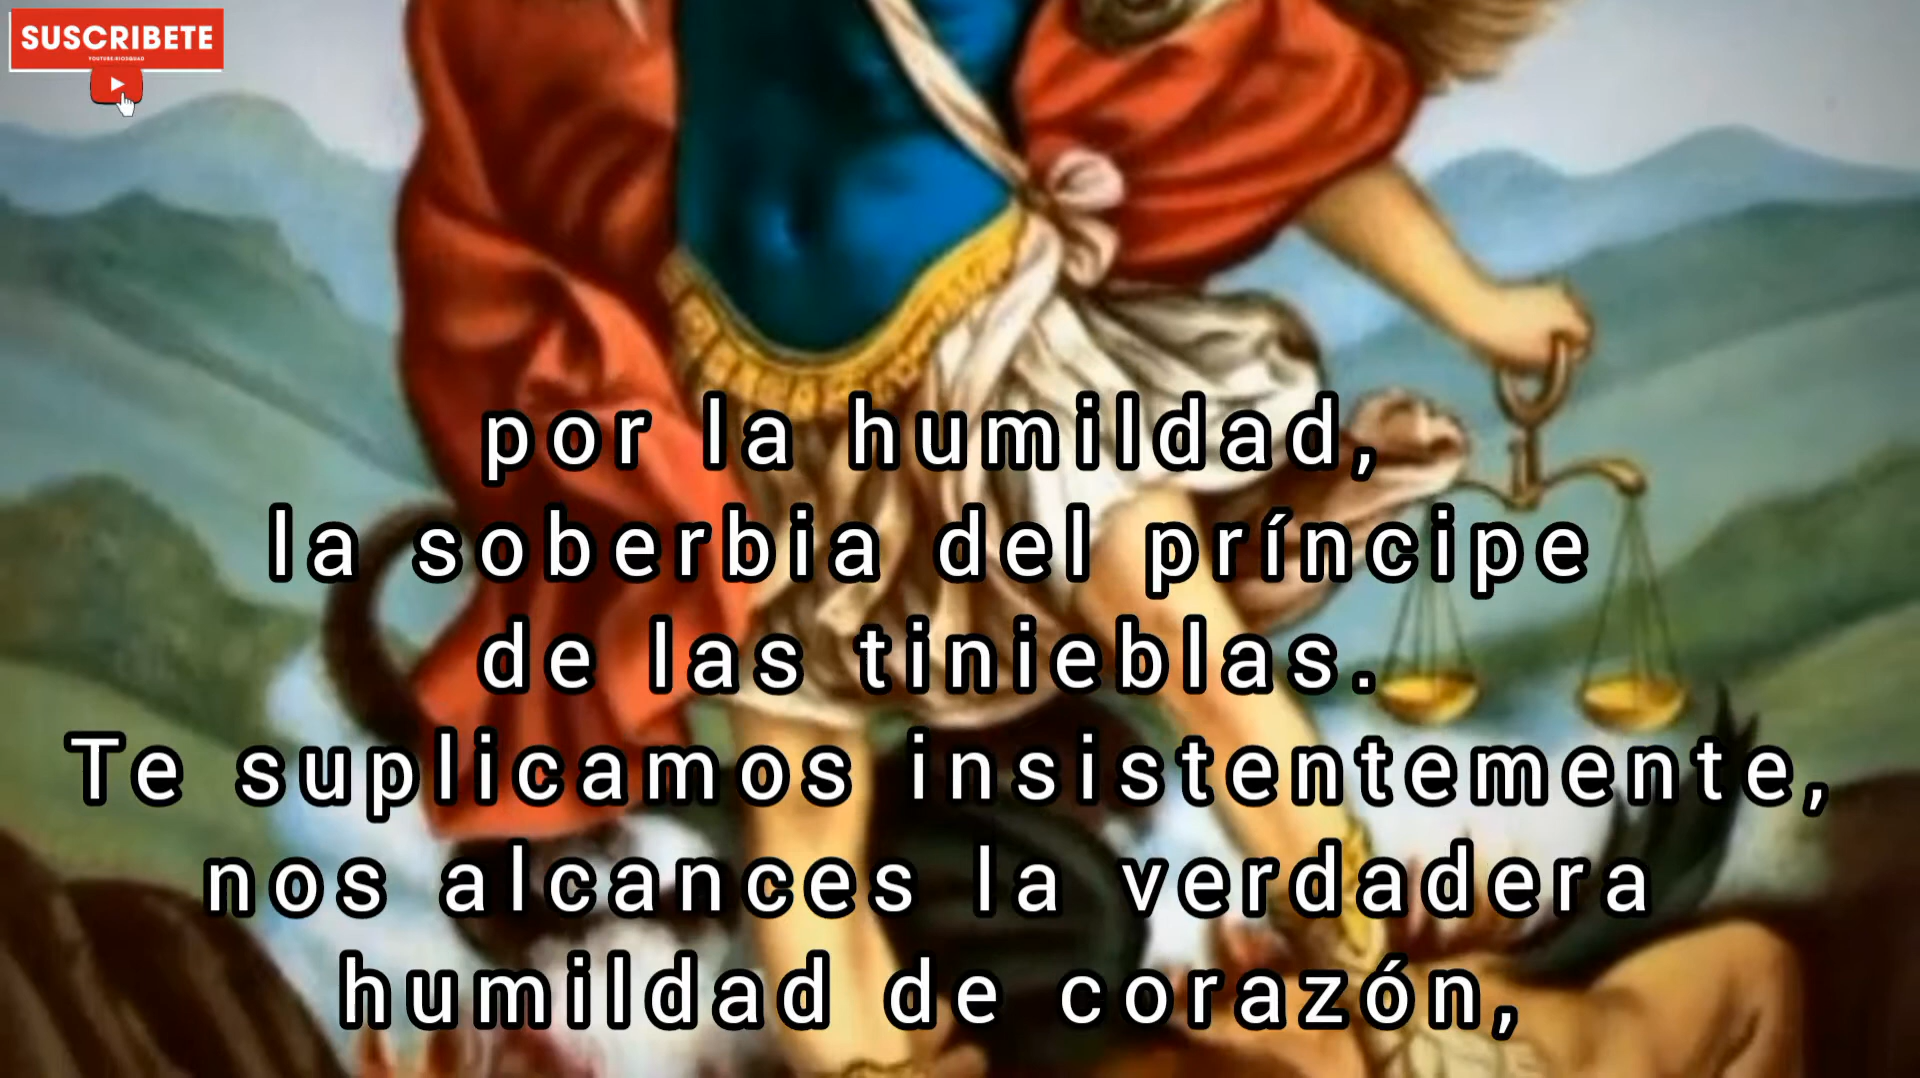 SUSCRIBETE
por la humildad,
la soberbia del príncipe
de las tinieblas.
Te suplicamos insistentemente,
nos alcances la verdadera
humildad de corazón,